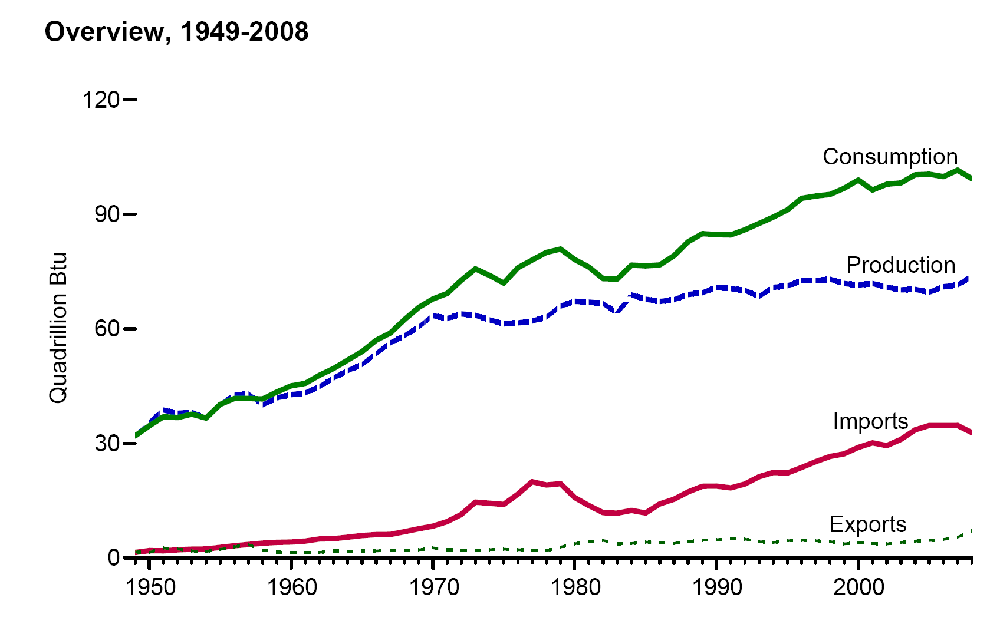 Overview, 1949-2008
120
Consumption
90
Production
Quadrillion Btu
60
Imports
30
Exports
0
1950 1960 1970 1980 1990 2000